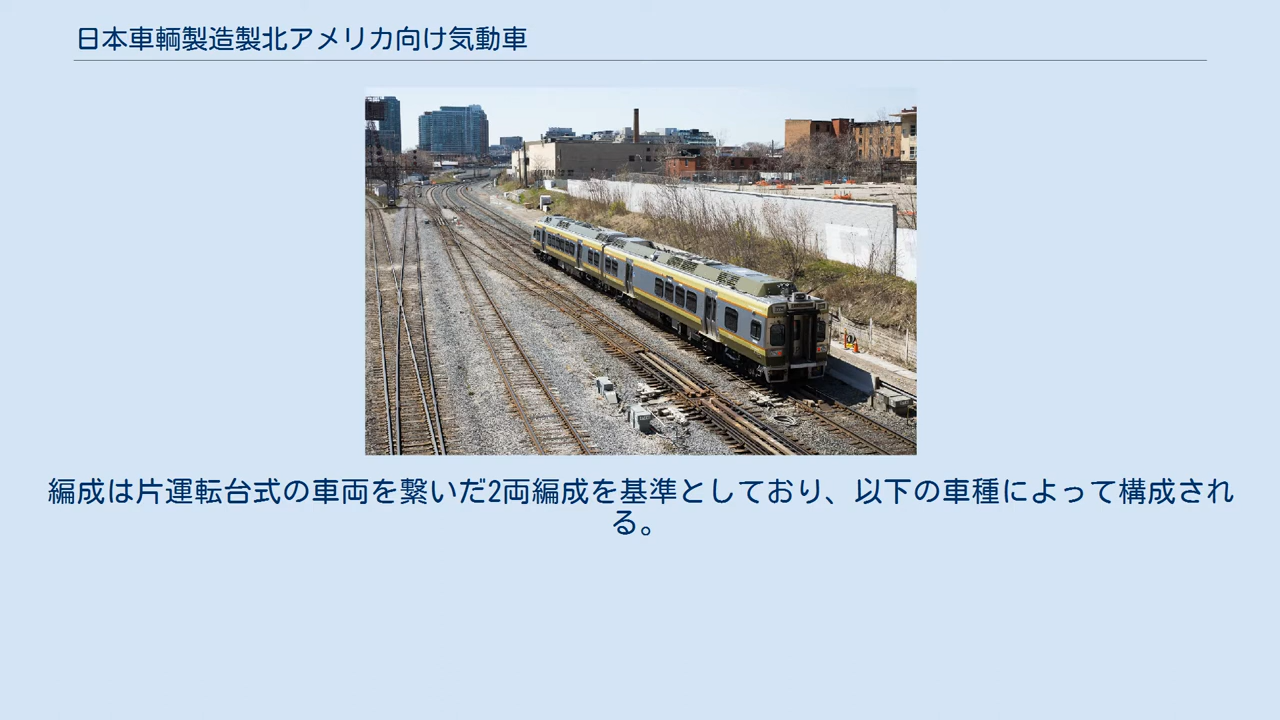 日本車輌製造製北アメリカ向け気動車
編成は片運転台式の車両を繋いだ2両編成を基準としており、以下の車種によって構成され
る。